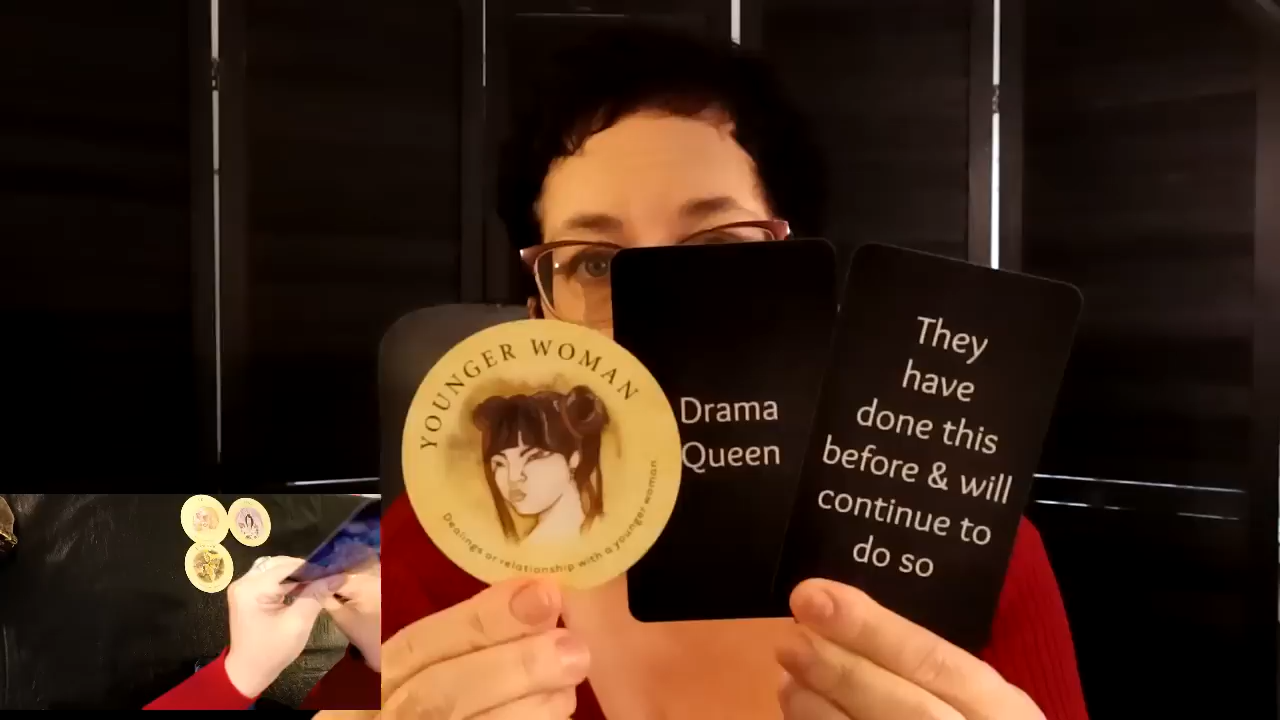 YOUNGER WOMAN
Dealings or relationship with a younger woman
Drama
Queen
They
have
done this
before & will
continue to
do so